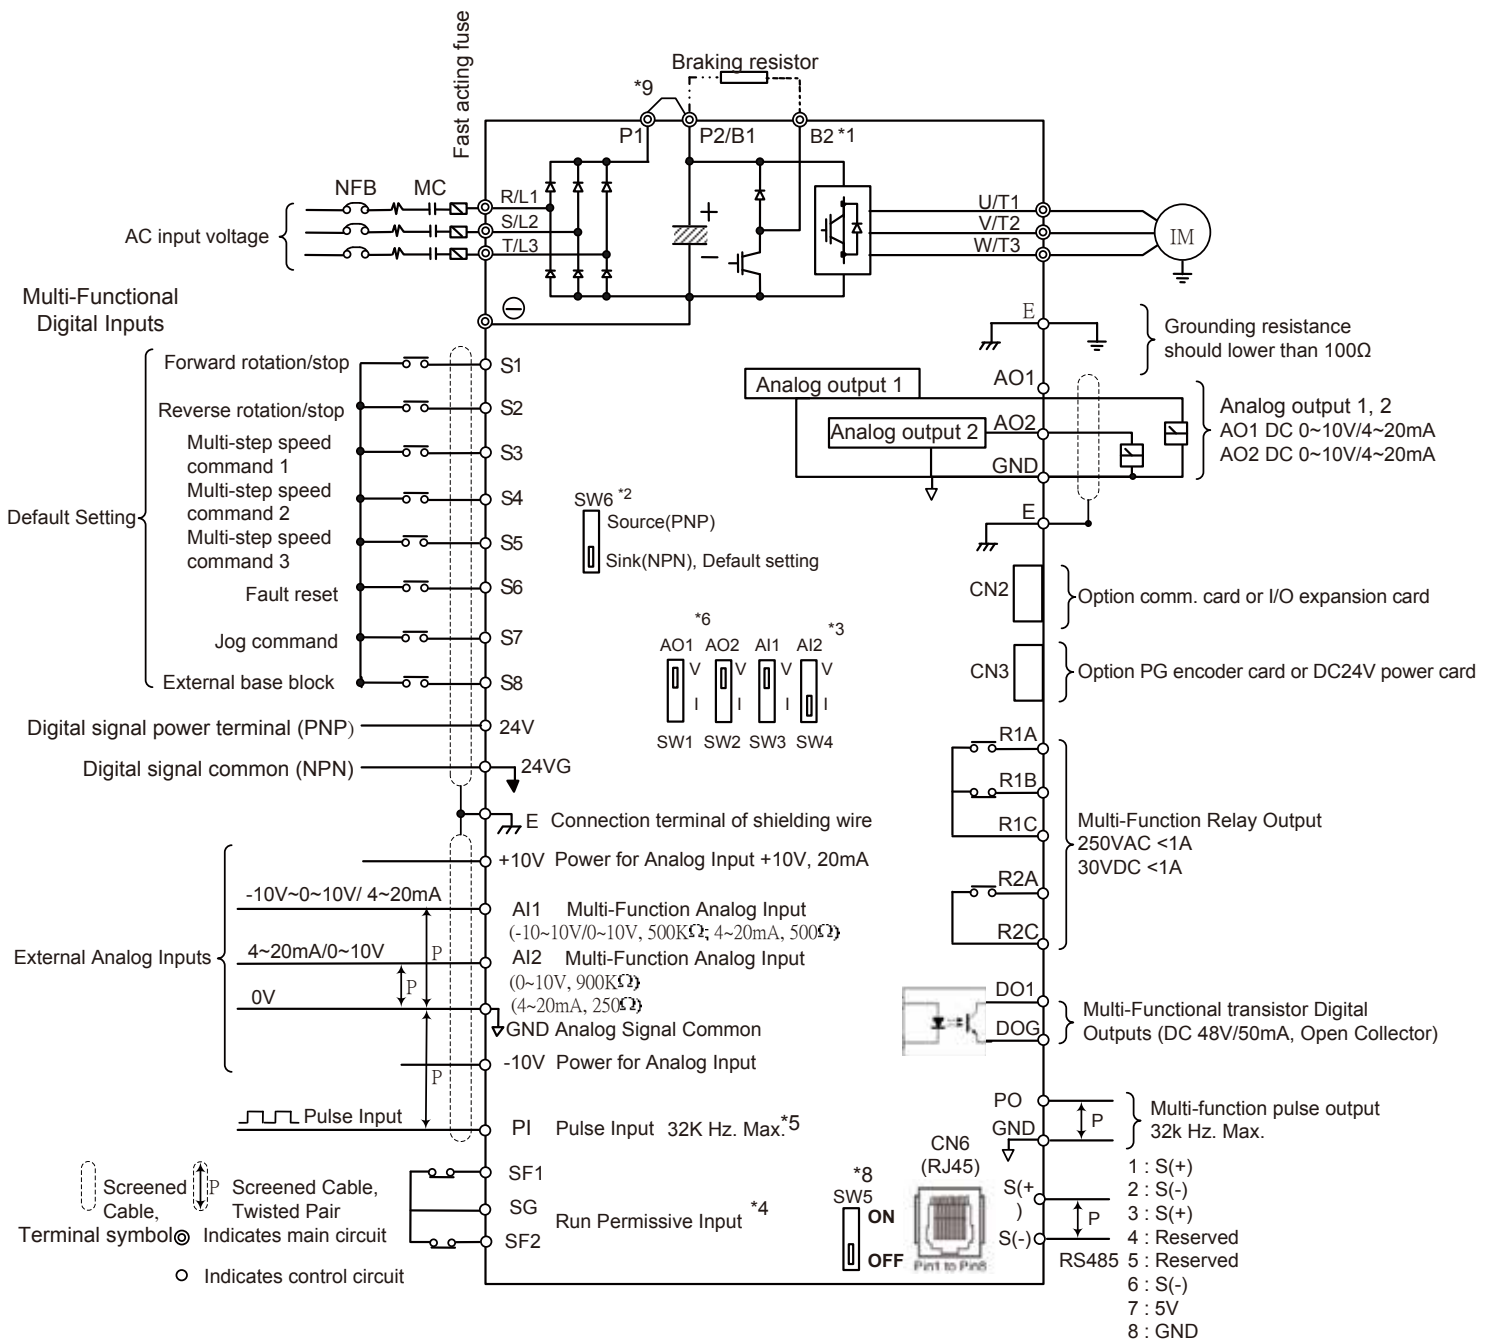 Fast acting fuse
Braking resistor
*9
P1
P2/B1
B2 *1
NFB
MC
R/L1
S/L2
T/L3
AC input voltage
+
−
U/T1
V/T2
W/T3
IM
Multi-Functional
Digital Inputs
E
Grounding resistance
should lower than 100Ω
Default Setting
Forward rotation/stop
S1
Reverse rotation/stop
S2
Multi-step speed
command 1
S3
Multi-step speed
command 2
S4
Multi-step speed
command 3
S5
Fault reset
S6
Jog command
S7
External base block
S8
Digital signal power terminal (PNP)
24V
Digital signal common (NPN)
24VG
E Connection terminal of shielding wire
Analog output 1
AO1
Analog output 2
AO2
GND
E
Analog output 1, 2
AO1 DC 0~10V/4~20mA
AO2 DC 0~10V/4~20mA
SW6 *2
Source(PNP)
Sink(NPN), Default setting
*6
*3
AO1 AO2 AI1 AI2
V V V V
I I I I
SW1 SW2 SW3 SW4
CN2
Option comm. card or I/O expansion card
CN3
Option PG encoder card or DC24V power card
R1A
R1B
R1C
R2A
R2C
Multi-Function Relay Output
250VAC <1A
30VDC <1A
External Analog Inputs
+10V Power for Analog Input +10V, 20mA
-10V~0~10V/ 4~20mA
AI1 Multi-Function Analog Input
(-10~10V/0~10V, 500KΩ; 4~20mA, 500Ω)
P
4~20mA/0~10V
AI2 Multi-Function Analog Input
(0~10V, 900KΩ)
(4~20mA, 250Ω)
P
0V
GND Analog Signal Common
-10V Power for Analog Input
P
Pulse Input
PI Pulse Input 32K Hz. Max.*5
DO1
DOG
Multi-Functional transistor Digital
Outputs (DC 48V/50mA, Open Collector)
PO
GND
P
Multi-function pulse output
32k Hz. Max.
SF1
SG
SF2
Run Permissive Input *4
*8
SW5
ON
OFF
CN6
(RJ45)
Pin1 to Pin8
S(+
)
S(-)
P
RS485
1 : S(+)
2 : S(-)
3 : S(+)
4 : Reserved
5 : Reserved
6 : S(-)
7 : 5V
8 : GND
Screened
Cable,
P
Screened Cable,
Twisted Pair
Terminal symbol
Indicates main circuit
Indicates control circuit